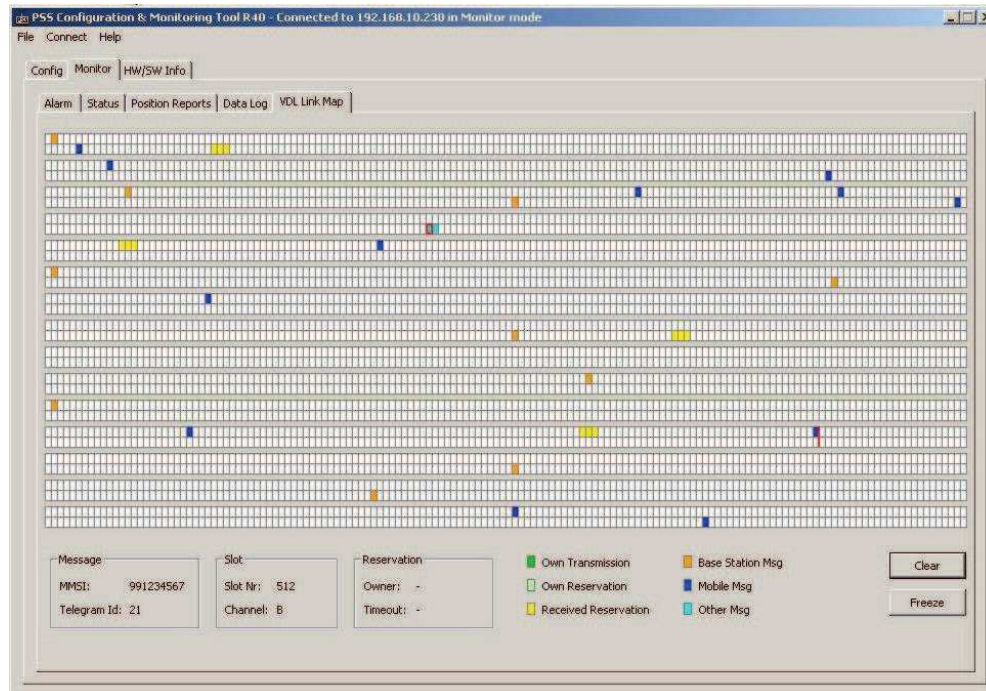 PSS Configuration & Monitoring Tool R40 - Connected to 192.168.10.230 in Monitor mode
File Connect Help
Config Monitor HW/SW Info
Alarm Status Position Reports Data Log VDL Link Map
Message Slot Reservation
Own Transmission Base Station Msg Clear
MMSI: 991234567 Slot Nr: 512 Owner: - Own Reservation Mobile Msg
Telegram Id: 21 Channel: B Timeout: - Received Reservation Other Msg Freeze